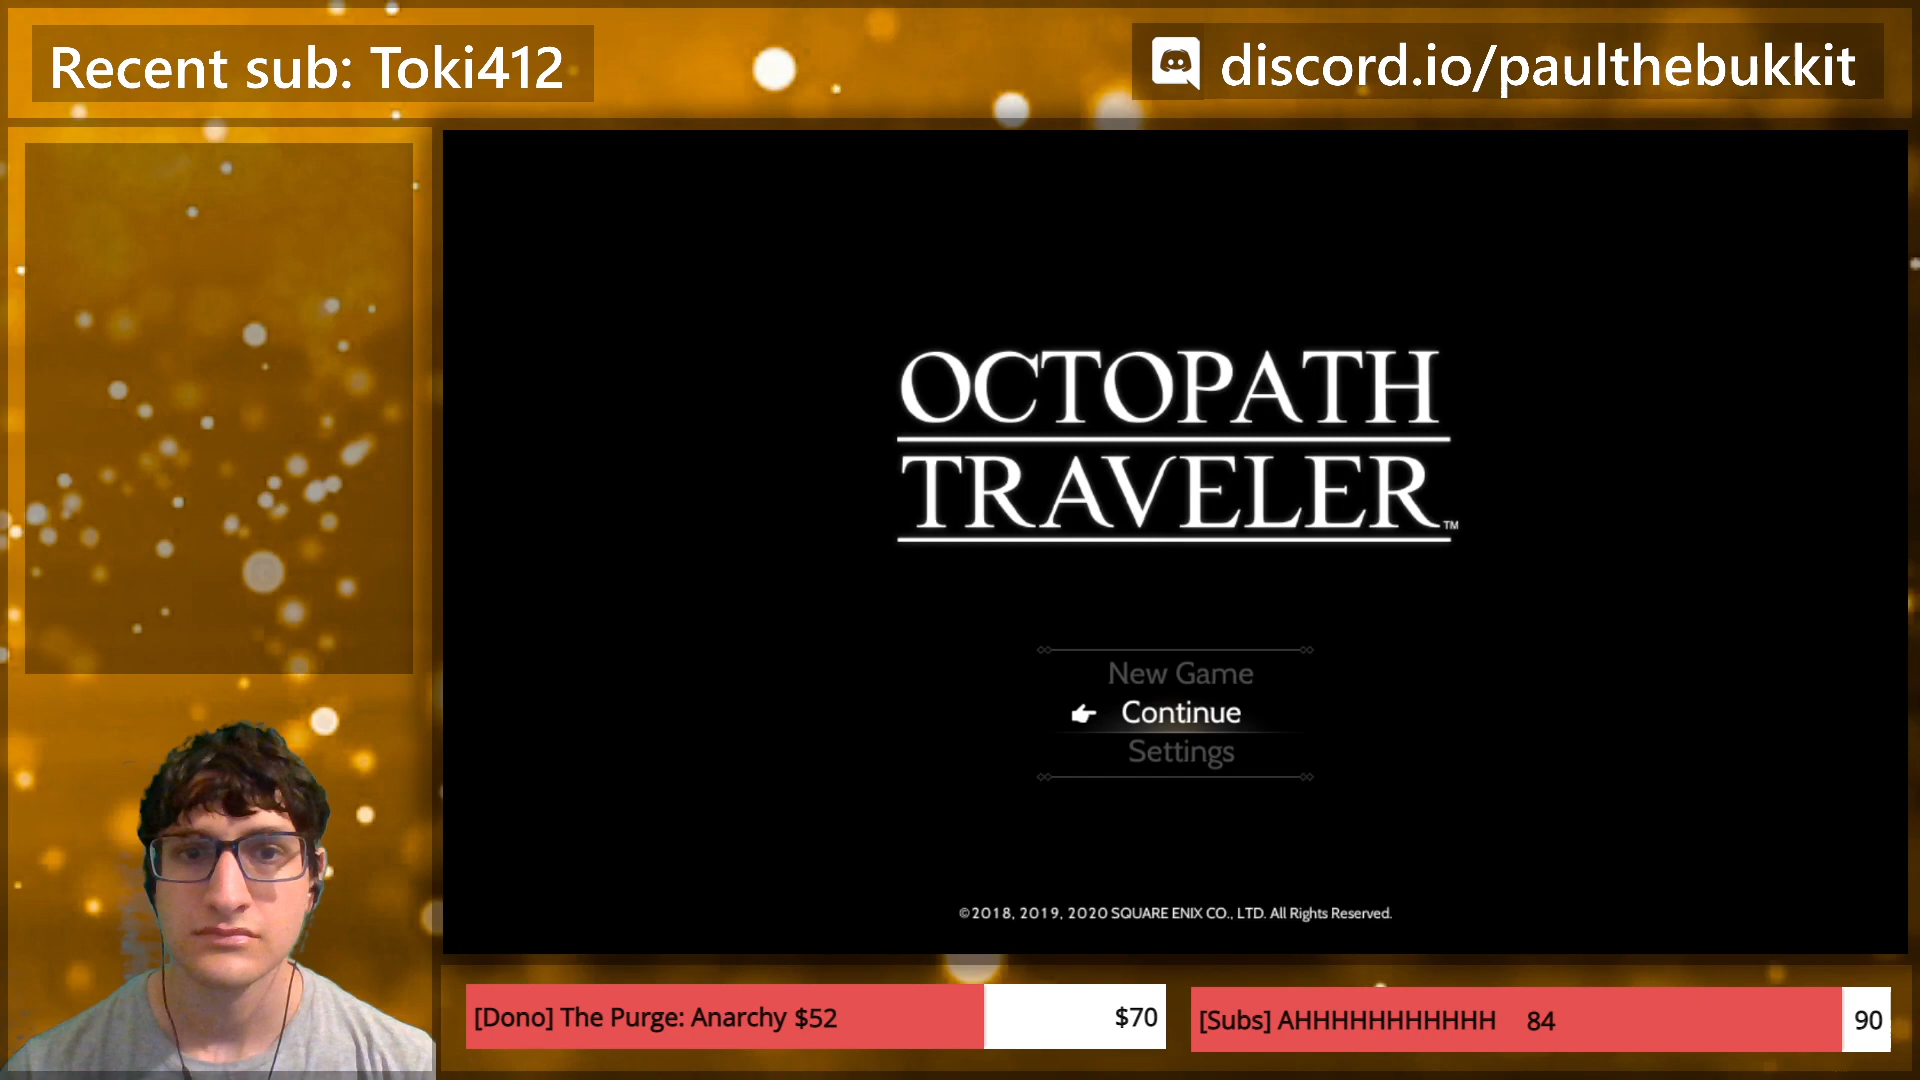 Recent sub: Toki412
discord.io/paulthebukkit
OCTOPATH
TRAVELER™
New Game
Continue
Settings
©2018, 2019, 2020 SQUARE ENIX CO., LTD. All Rights Reserved.
[Dono] The Purge: Anarchy $52 $70
[Subs] AHHHHHHHHHHH 84 90